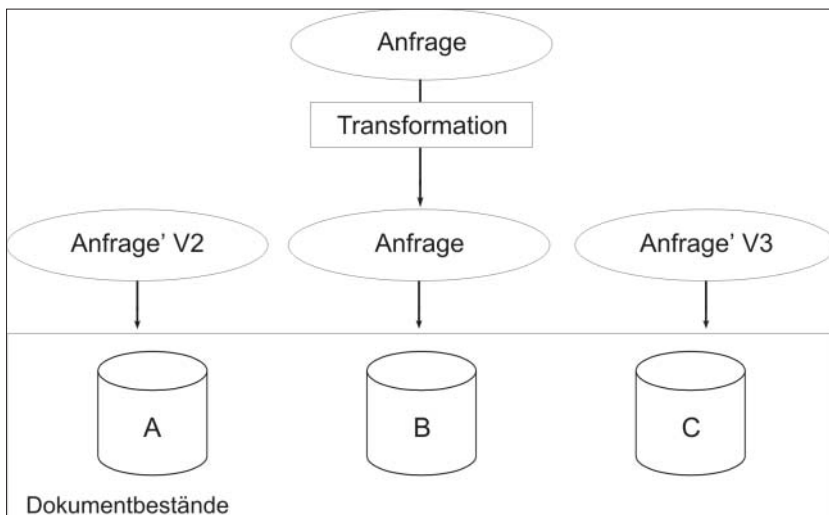 Anfrage
Transformation
Anfrage’ V2
Anfrage
Anfrage’ V3
A
B
C
Dokumentbestände